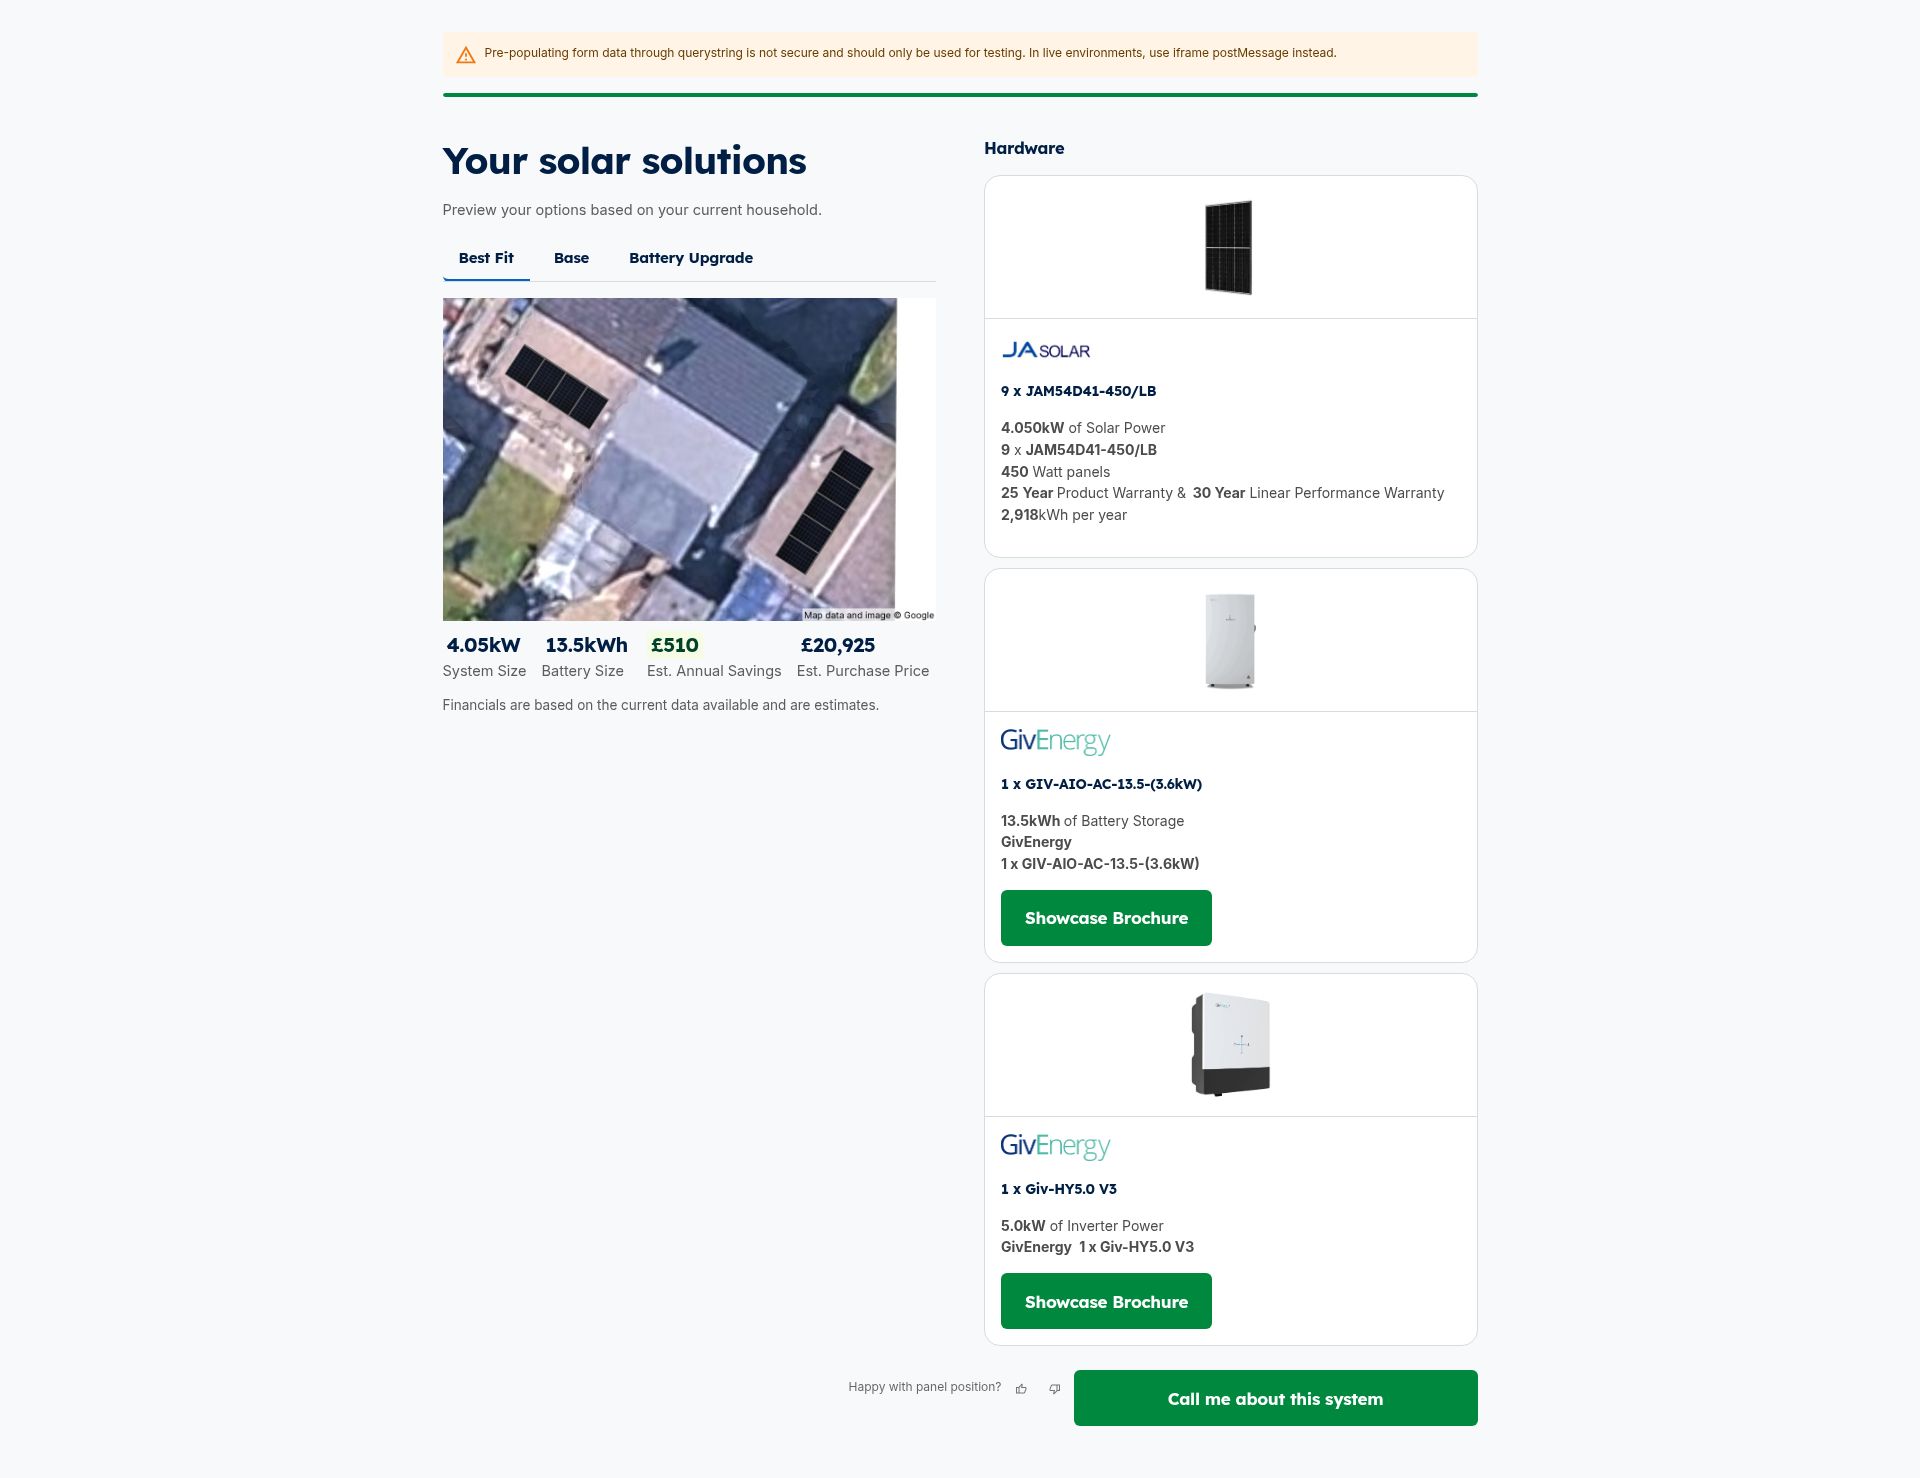 Pre-populating form data through querystring is not secure and should only be used for testing. In live environments, use iframe postMessage instead.
Your solar solutions
Preview your options based on your current household.
Best Fit
Base
Battery Upgrade
Map data and image © Google
4.05kW
System Size
13.5kWh
Battery Size
£510
Est. Annual Savings
£20,925
Est. Purchase Price
Financials are based on the current data available and are estimates.
Hardware
JA SOLAR
9 x JAM54D41-450/LB
4.050kW of Solar Power
9 x JAM54D41-450/LB
450 Watt panels
25 Year Product Warranty & 30 Year Linear Performance Warranty
2,918kWh per year
GivEnergy
1 x GIV-AIO-AC-13.5-(3.6kW)
13.5kWh of Battery Storage
GivEnergy
1 x GIV-AIO-AC-13.5-(3.6kW)
Showcase Brochure
GivEnergy
1 x Giv-HY5.0 V3
5.0kW of Inverter Power
GivEnergy 1 x Giv-HY5.0 V3
Showcase Brochure
Happy with panel position?
Call me about this system